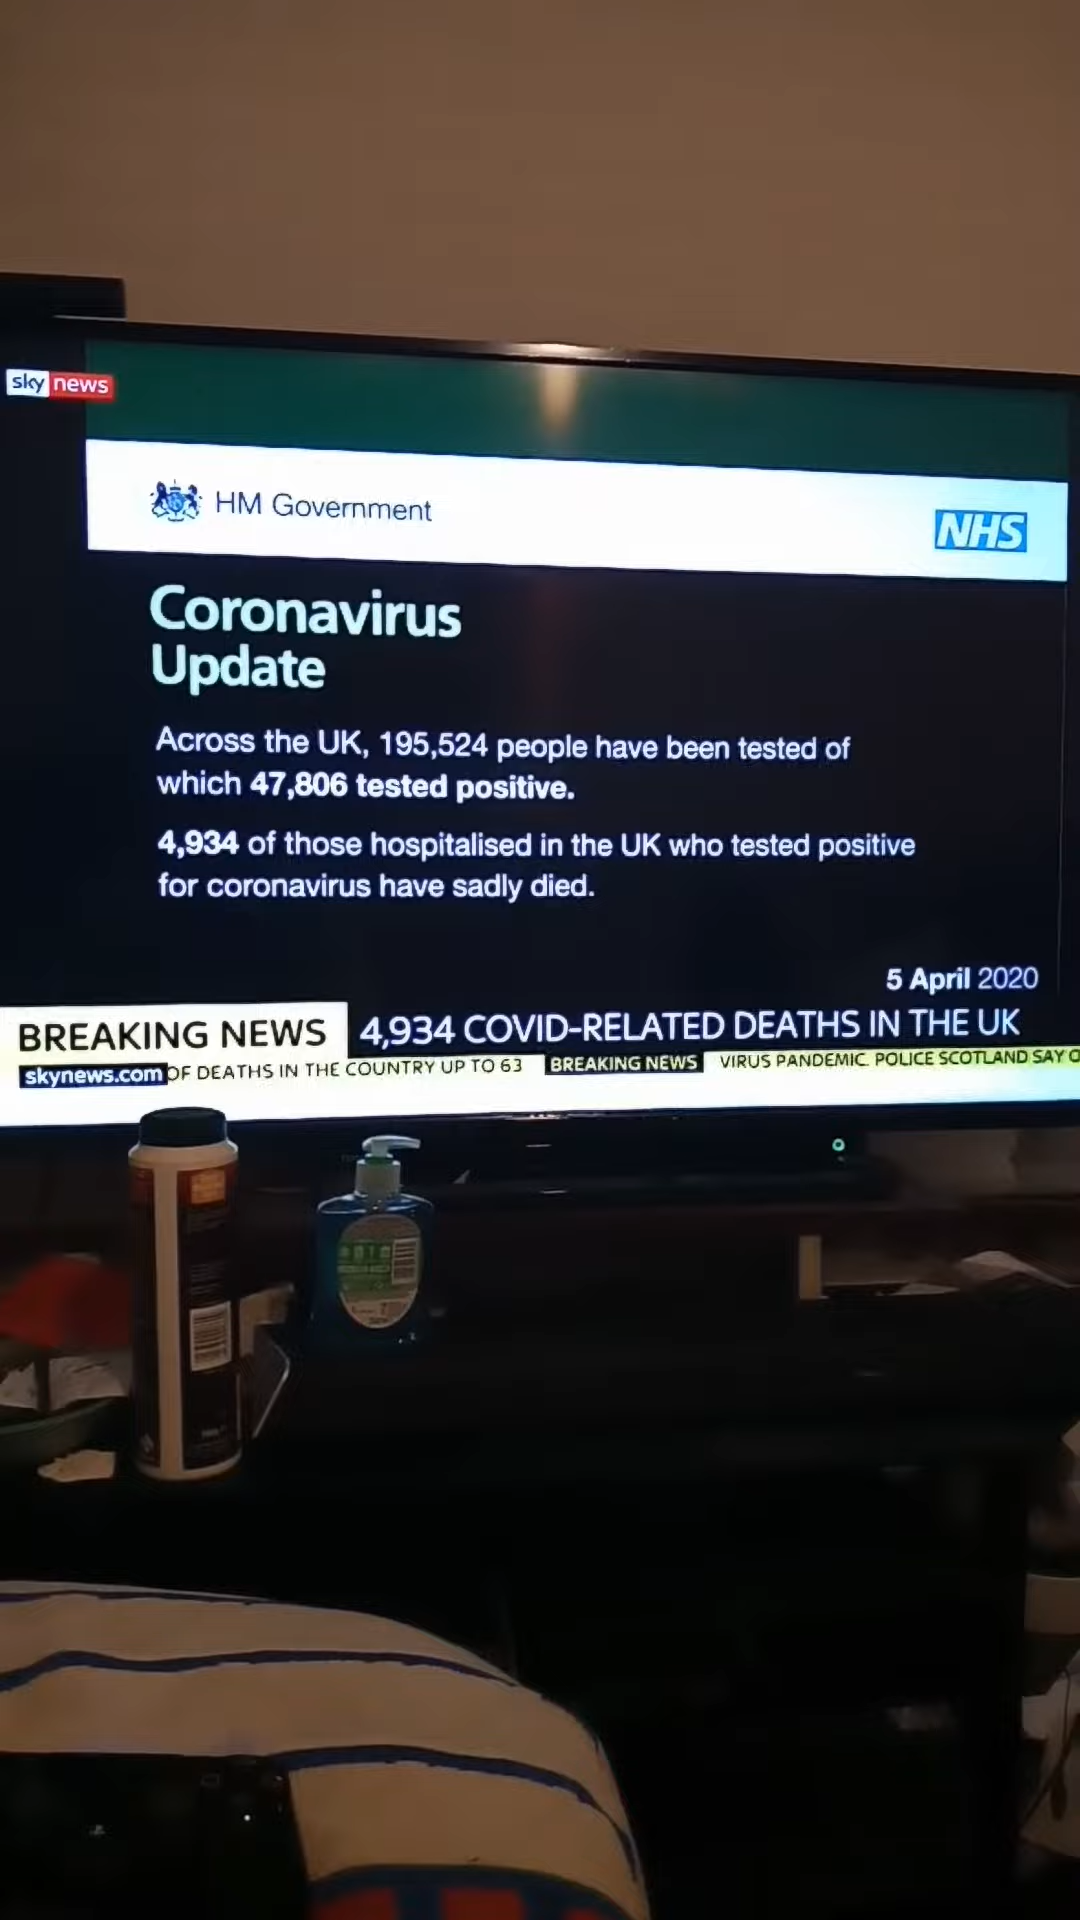 sky news
HM Government
NHS
Coronavirus
Update
Across the UK, 195,524 people have been tested of
which 47,806 tested positive.
4,934 of those hospitalised in the UK who tested positive
for coronavirus have sadly died.
5 April 2020
BREAKING NEWS 4,934 COVID-RELATED DEATHS IN THE UK
skynews.com OF DEATHS IN THE COUNTRY UP TO 63 BREAKING NEWS VIRUS PANDEMIC. POLICE SCOTLAND SAY